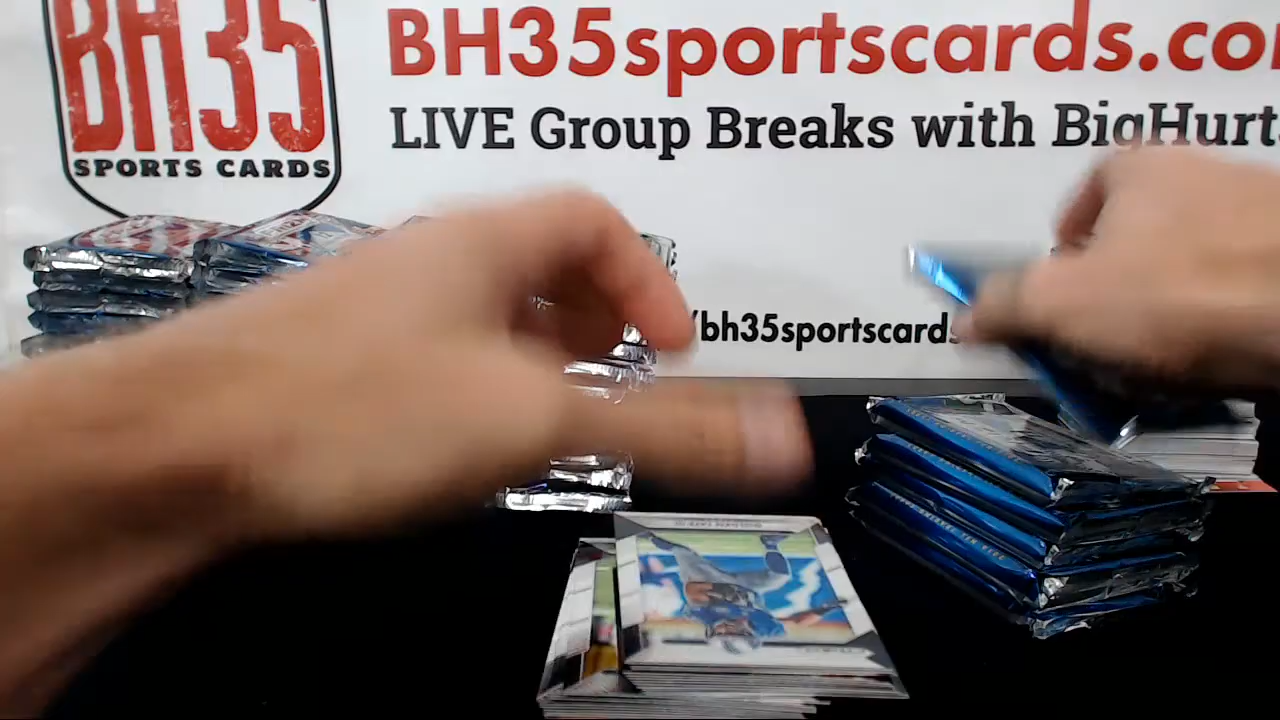 BH35
SPORTS CARDS
BH35sportscards.co
LIVE Group Breaks with BigHurt
/bh35sportscards